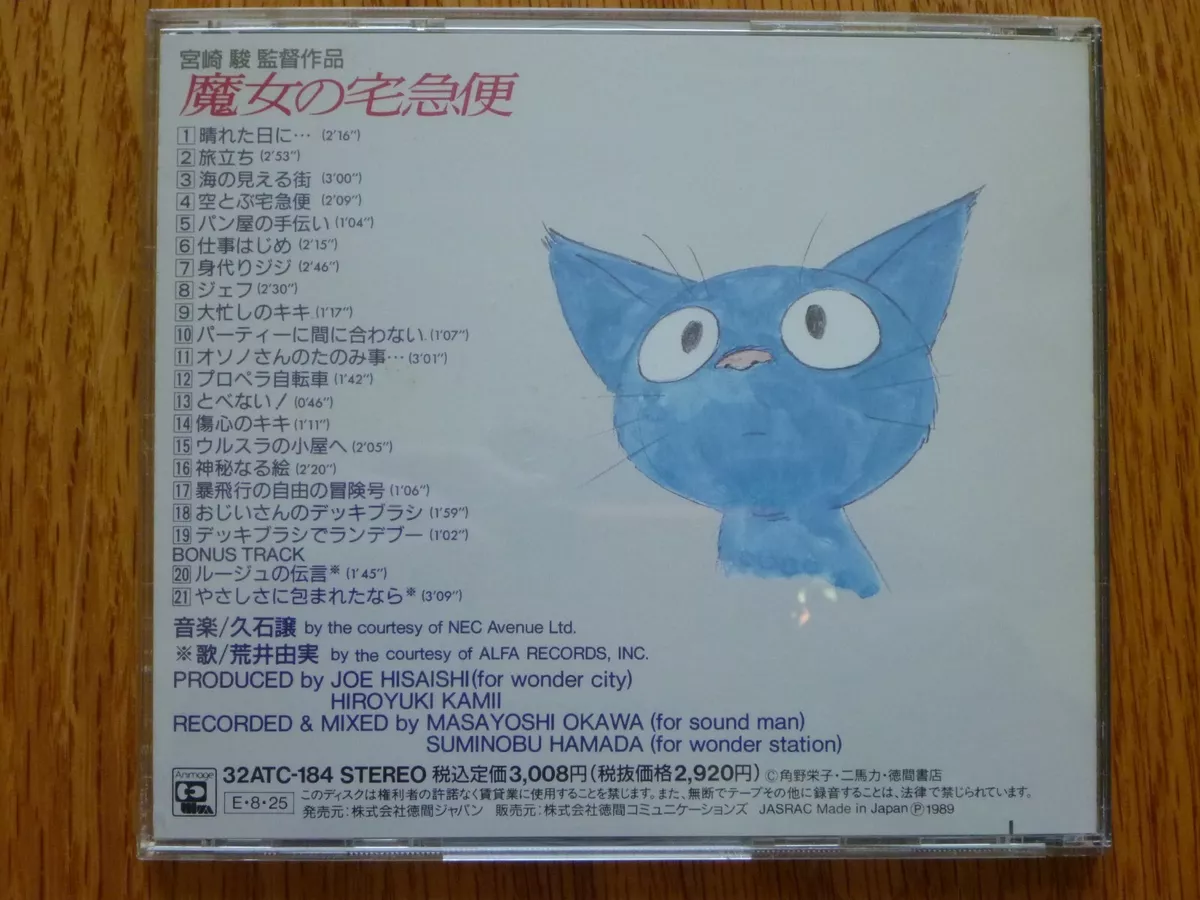 宮崎 駿 監督作品
魔女の宅急便
1 晴れた日に… (2'16")
2 旅立ち (2'53")
3 海の見える街 (3'00")
4 空とぶ宅急便 (2'09")
5 パン屋の手伝い (1'04")
6 仕事はじめ (2'15")
7 身代りジジ (2'46")
8 ジェフ (2'30")
9 大忙しのキキ (1'17")
10 パーティーに間に合わない (1'07")
11 オソノさんのたのみ事… (3'01")
12 プロペラ自転車 (1'42")
13 とべない! (0'46")
14 傷心のキキ (1'11")
15 ウルスラの小屋へ (2'05")
16 神秘なる絵 (2'20")
17 暴飛行の自由の冒険号 (1'06")
18 おじいさんのデッキブラシ (1'59")
19 デッキブラシでランデブー (1'02")
BONUS TRACK
20 ルージュの伝言※ (1'45")
21 やさしさに包まれたなら※ (3'09")
音楽/久石譲 by the courtesy of NEC Avenue Ltd.
※歌/荒井由実 by the courtesy of ALFA RECORDS, INC.
PRODUCED by JOE HISAISHI (for wonder city)
HIROYUKI KAMII
RECORDED & MIXED by MASAYOSHI OKAWA (for sound man)
SUMINOBU HAMADA (for wonder station)
Animage 32ATC-184 STEREO 税込定価3,008円(税抜価格2,920円) ©角野栄子・二馬力・徳間書店
E・8・25 このディスクは権利者の許諾なく賃貸業に使用することを禁じます。また、無断でテープその他に録音することは、法律で禁じられています。
発売元:株式会社徳間ジャパン 販売元:株式会社徳間コミュニケーションズ JASRAC Made in Japan Ⓟ1989